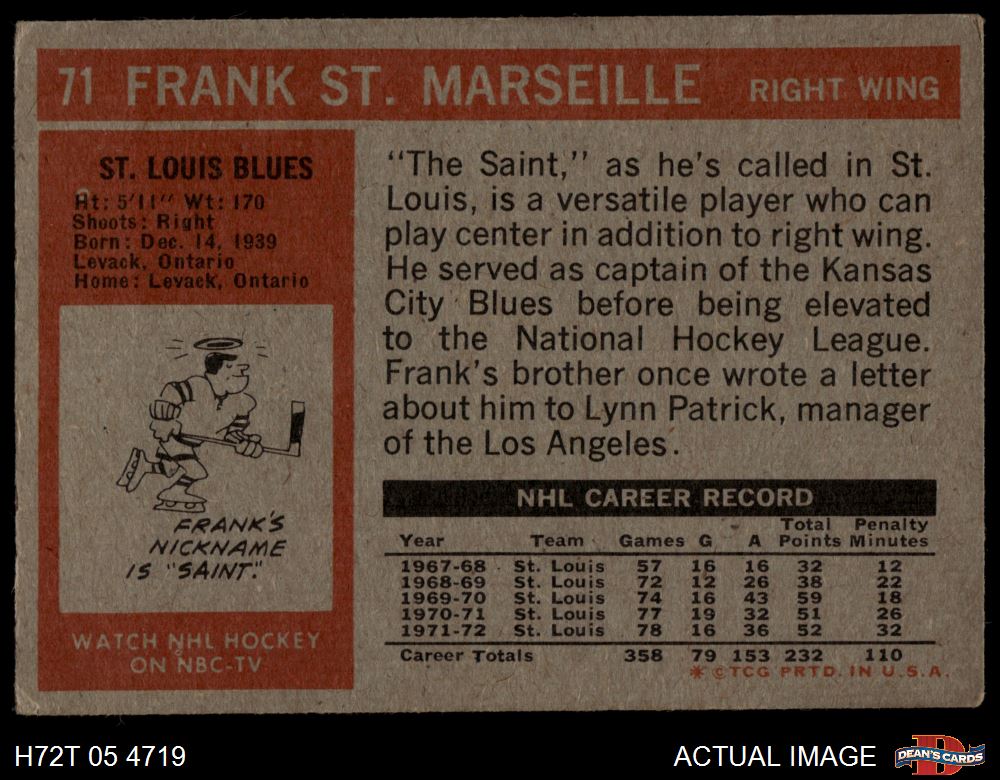 71 FRANK ST. MARSEILLE RIGHT WING
ST. LOUIS BLUES
Ht: 5'11" Wt: 170
Shoots: Right
Born: Dec. 14, 1939
Levack, Ontario
Home: Levack, Ontario
FRANK'S
NICKNAME
IS "SAINT."
WATCH NHL HOCKEY
ON NBC-TV
"The Saint," as he's called in St.
Louis, is a versatile player who can
play center in addition to right wing.
He served as captain of the Kansas
City Blues before being elevated
to the National Hockey League.
Frank's brother once wrote a letter
about him to Lynn Patrick, manager
of the Los Angeles.
NHL CAREER RECORD
Year Team Games G A Total Points Penalty Minutes
1967-68 St. Louis 57 16 16 32 12
1968-69 St. Louis 72 12 26 38 22
1969-70 St. Louis 74 16 43 59 18
1970-71 St. Louis 77 19 32 51 26
1971-72 St. Louis 78 16 36 52 32
Career Totals 358 79 153 232 110
* © TCG PRTD. IN U.S.A.
H72T 05 4719
ACTUAL IMAGE
DEAN'S CARDS